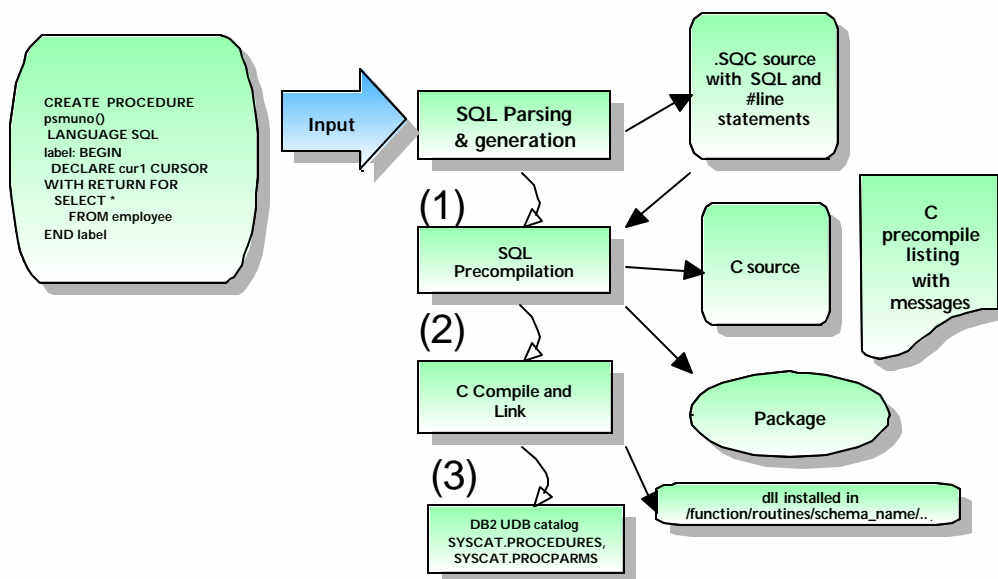 CREATE PROCEDURE
psmuno()
LANGUAGE SQL
label: BEGIN
DECLARE cur1 CURSOR
WITH RETURN FOR
SELECT *
FROM employee
END label
Input
SQL Parsing
& generation
.SQC source
with SQL and
#line
statements
(1)
SQL
Precompilation
C source
C
precompile
listing
with
messages
(2)
C Compile and
Link
Package
(3)
DB2 UDB catalog
SYSCAT.PROCEDURES,
SYSCAT.PROCPARMS
dll installed in
/function/routines/schema_name/..